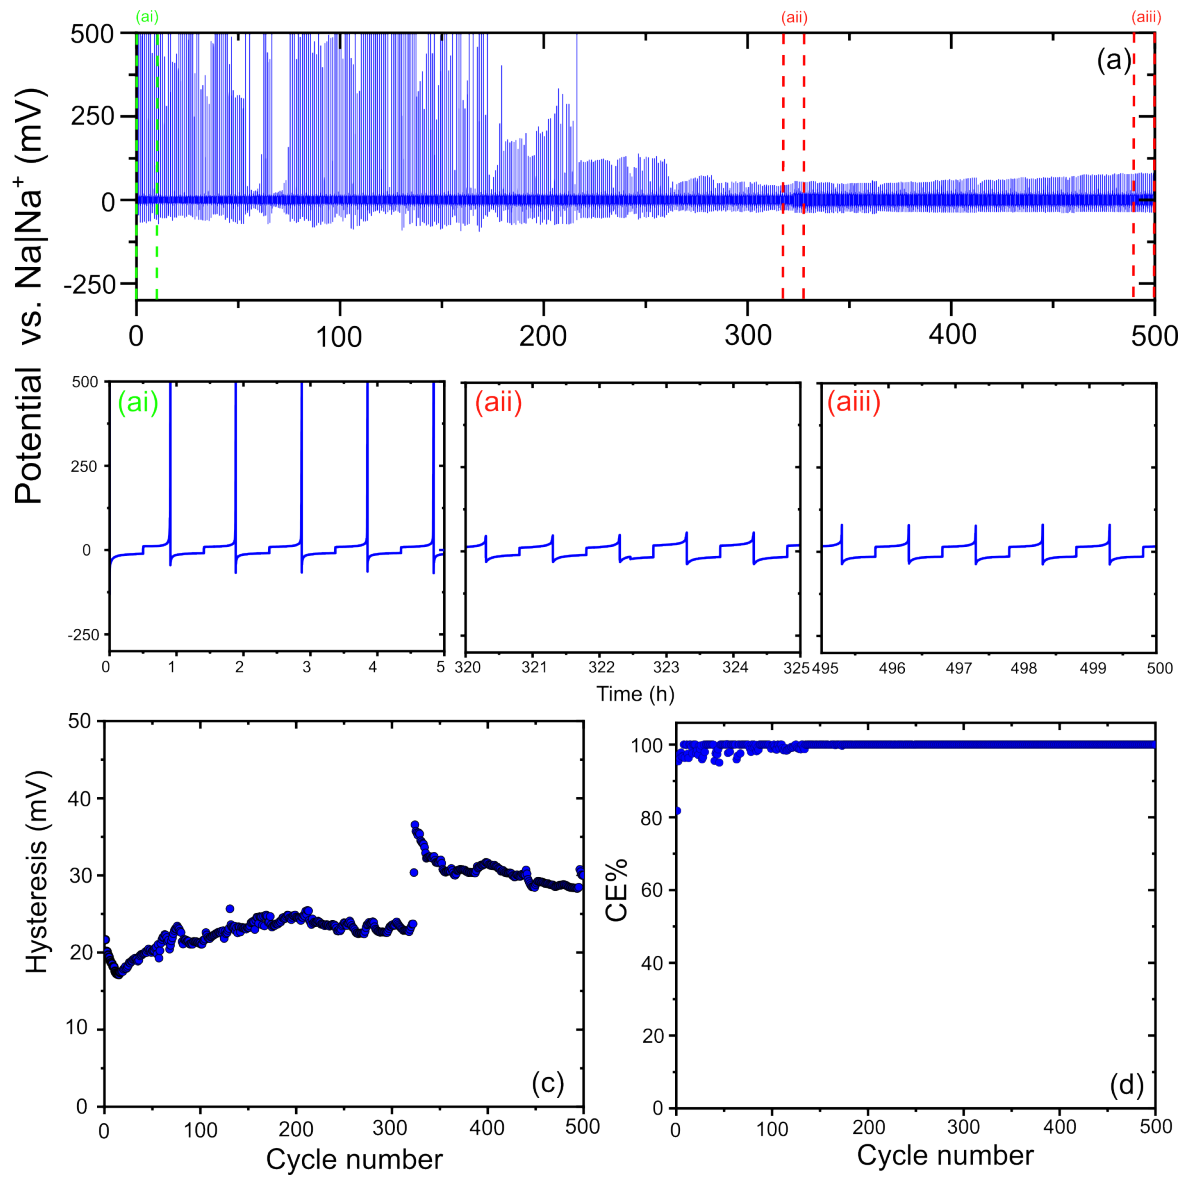 (ai) (aii) (aiii)
Potential vs. Na|Na⁺ (mV)
500
250
0
-250
(a)
0 100 200 300 400 500
500
250
0
-250
(ai) (aii) (aiii)
0 1 2 3 4 5
320 321 322 323 324 325
495 496 497 498 499 500
Time (h)
Hysteresis (mV)
50
40
30
20
10
0
(c)
0 100 200 300 400 500
Cycle number
CE%
100
80
60
40
20
0
(d)
0 100 200 300 400 500
Cycle number